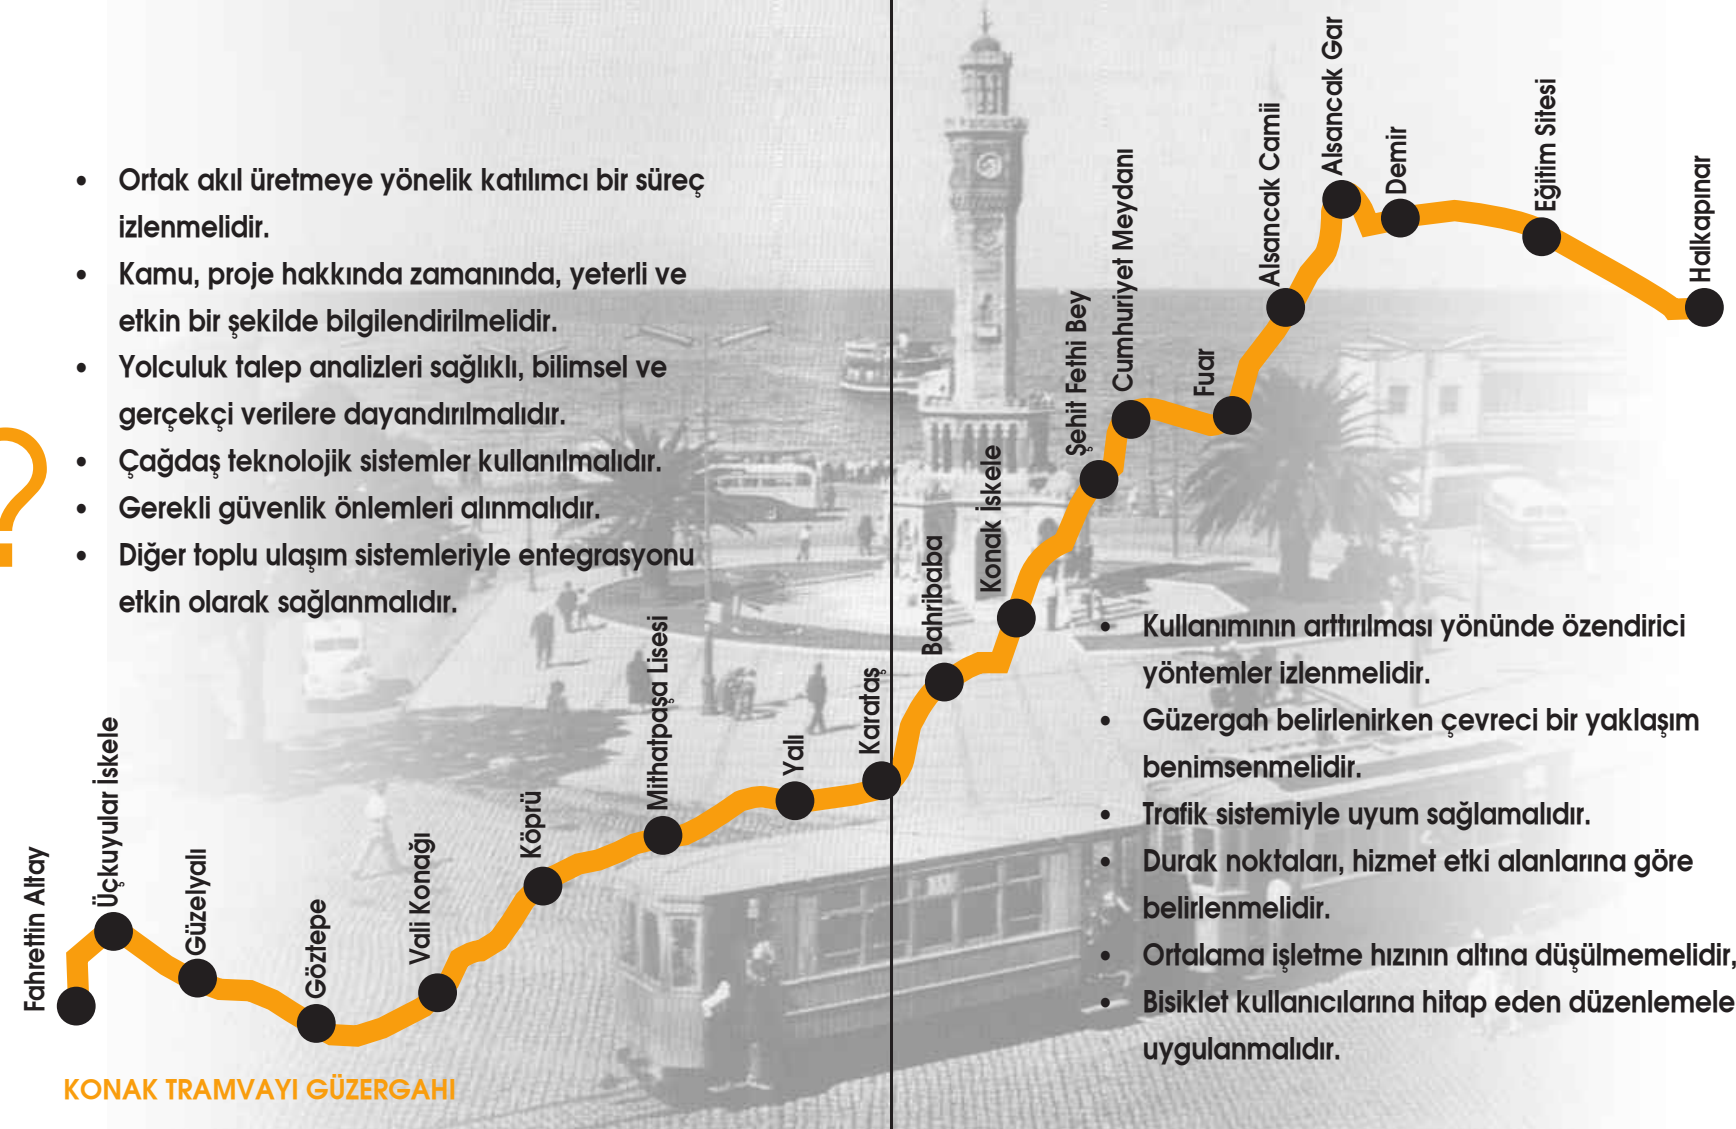 • Ortak akıl üretmeye yönelik katılımcı bir süreç
izlenmelidir.
• Kamu, proje hakkında zamanında, yeterli ve
etkin bir şekilde bilgilendirilmelidir.
• Yolculuk talep analizleri sağlıklı, bilimsel ve
gerçekçi verilere dayandırılmalıdır.
• Çağdaş teknolojik sistemler kullanılmalıdır.
• Gerekli güvenlik önlemleri alınmalıdır.
• Diğer toplu ulaşım sistemleriyle entegrasyonu
etkin olarak sağlanmalıdır.
?
• Kullanımının arttırılması yönünde özendirici
yöntemler izlenmelidir.
• Güzergah belirlenirken çevreci bir yaklaşım
benimsenmelidir.
• Trafik sistemiyle uyum sağlamalıdır.
• Durak noktaları, hizmet etki alanlarına göre
belirlenmelidir.
• Ortalama işletme hızının altına düşülmemelidir,
• Bisiklet kullanıcılarına hitap eden düzenlemele
uygulanmalıdır.
Fahrettin Altay
Üçkuyular İskele
Güzelyalı
Göztepe
Vali Konağı
Köprü
Mithatpaşa Lisesi
Yalı
Karataş
Bahribaba
Konak İskele
Şehit Fethi Bey
Cumhuriyet Meydanı
Fuar
Alsancak Camii
Alsancak Gar
Demir
Eğitim Sitesi
Halkapınar
KONAK TRAMVAYI GÜZERGAHI